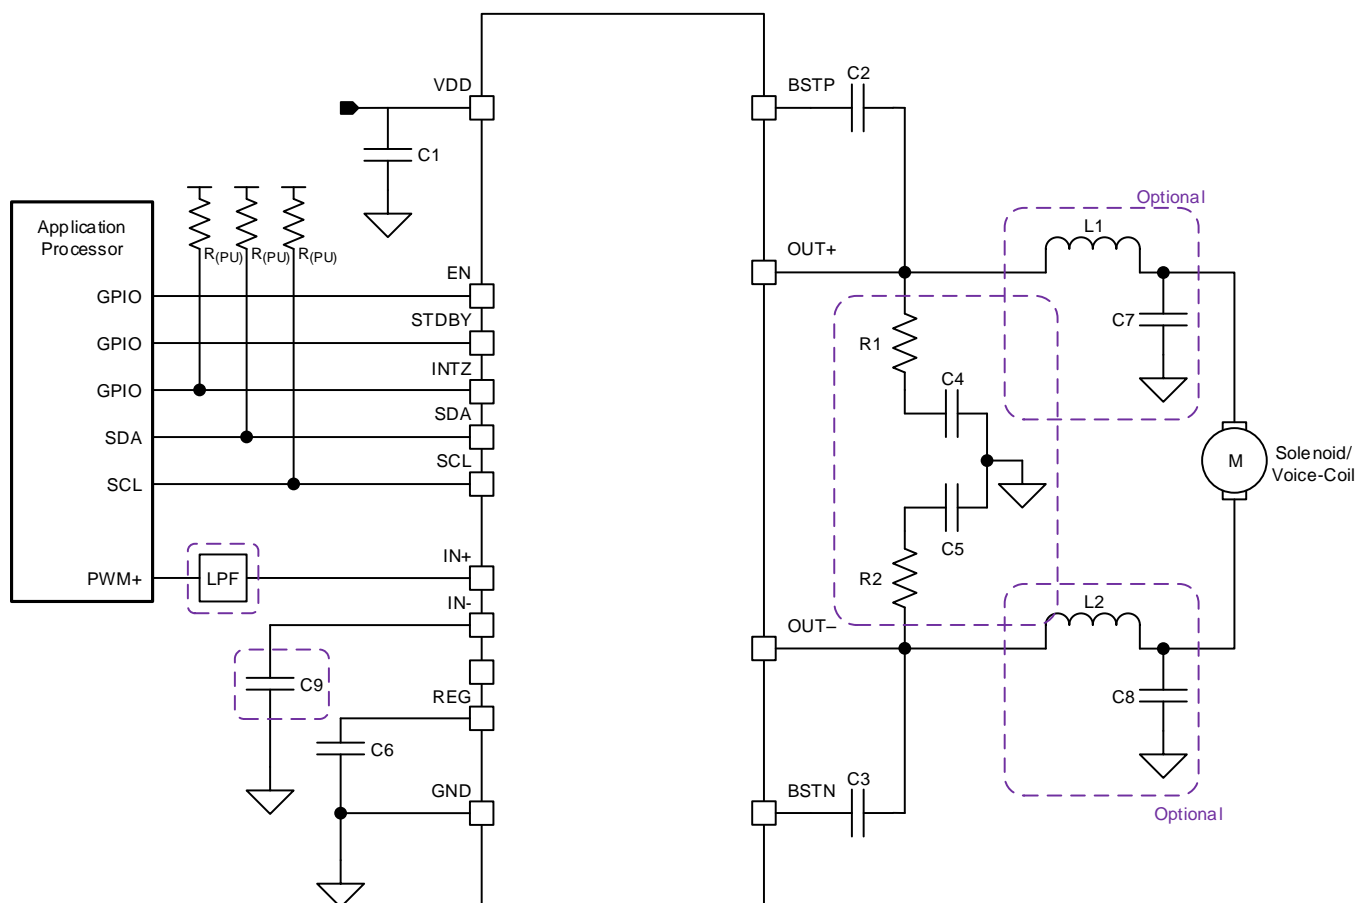 VDD
C1
Application
Processor
R(PU)
R(PU)
R(PU)
GPIO
EN
GPIO
STDBY
GPIO
INTZ
SDA
SDA
SCL
SCL
PWM+
LPF
IN+
IN-
C9
REG
C6
GND
BSTP
C2
Optional
L1
OUT+
C7
R1
C4
M
Solenoid/
Voice-Coil
C5
R2
L2
OUT–
C8
C3
BSTN
Optional